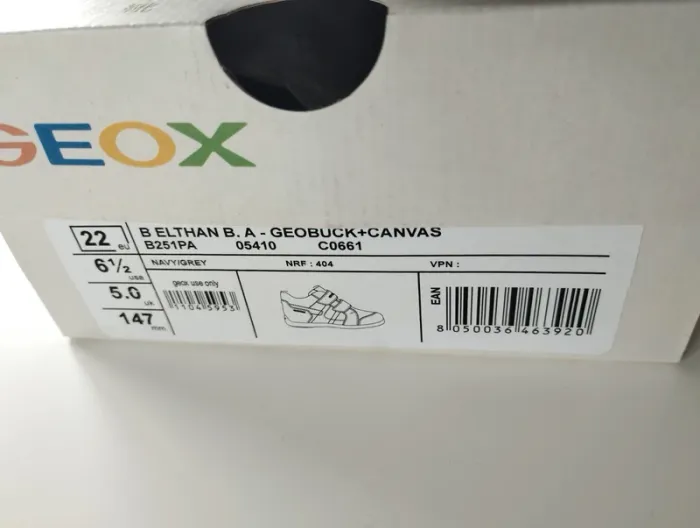 GEOX
22 eu
B ELTHAN B. A - GEOBUCK+CANVAS
B251PA 05410 C0661
6½ usa
NAVY/GREY NRF : 404 VPN :
5.0 uk
geox use only
147 mm
EAN
8 050036 463920